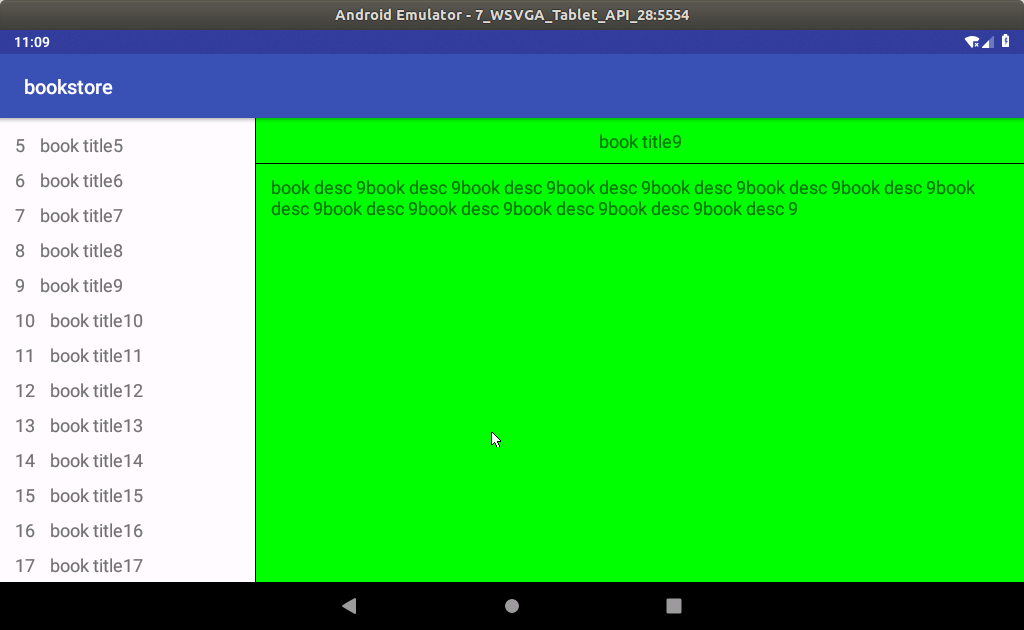 Android Emulator - 7_WSVGA_Tablet_API_28:5554
11:09
bookstore
5 book title5
6 book title6
7 book title7
8 book title8
9 book title9
10 book title10
11 book title11
12 book title12
13 book title13
14 book title14
15 book title15
16 book title16
17 book title17
book title9
book desc 9book desc 9book desc 9book desc 9book desc 9book desc 9book desc 9book
desc 9book desc 9book desc 9book desc 9book desc 9book desc 9